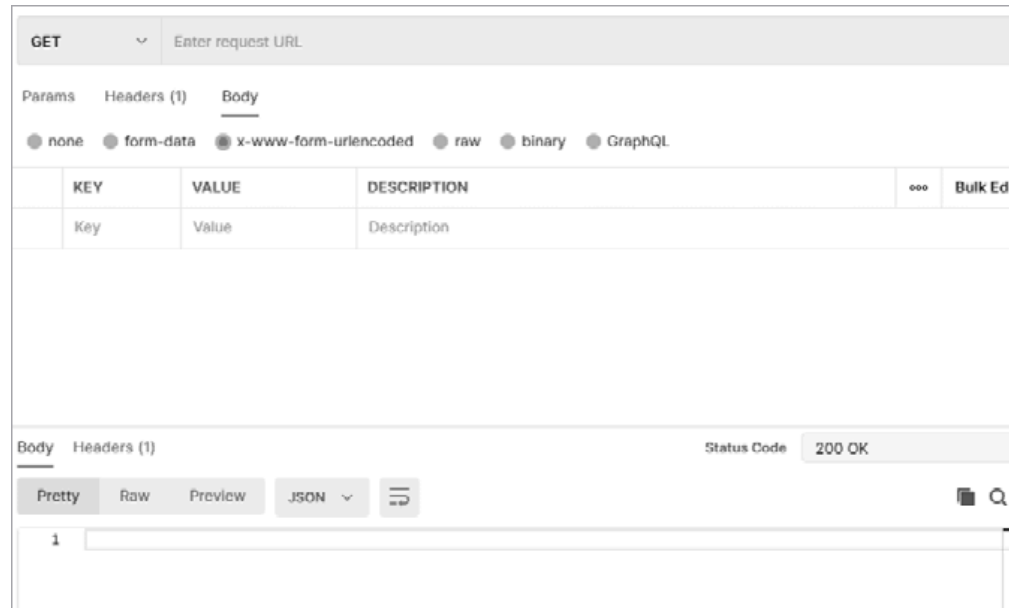 GET Enter request URL
Params Headers (1) Body
none form-data x-www-form-urlencoded raw binary GraphQL
KEY VALUE DESCRIPTION ooo Bulk Ed
Key Value Description
Body Headers (1) Status Code 200 OK
Pretty Raw Preview JSON
1